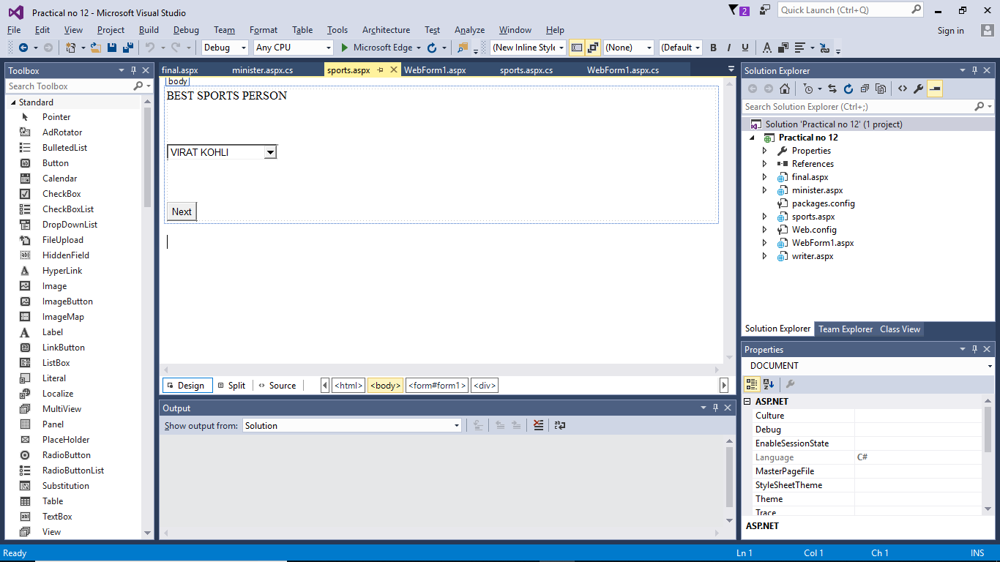 Practical no 12 - Microsoft Visual Studio
2
Quick Launch (Ctrl+Q)
File Edit View Project Build Debug Team Format Table Tools Architecture Test Analyze Window Help
Sign in
Debug Any CPU Microsoft Edge (New Inline Style (None) (Default B I U A
Toolbox
Search Toolbox
Standard
Pointer
AdRotator
BulletedList
Button
Calendar
CheckBox
CheckBoxList
DropDownList
FileUpload
HiddenField
HyperLink
Image
ImageButton
ImageMap
Label
LinkButton
ListBox
Literal
Localize
MultiView
Panel
PlaceHolder
RadioButton
RadioButtonList
Substitution
Table
TextBox
View
final.aspx minister.aspx.cs sports.aspx WebForm1.aspx sports.aspx.cs WebForm1.aspx.cs
body
BEST SPORTS PERSON
VIRAT KOHLI
Next
Design Split Source <html> <body> <form#form1> <div>
Output
Show output from: Solution
Solution Explorer
Search Solution Explorer (Ctrl+;)
Solution 'Practical no 12' (1 project)
Practical no 12
Properties
References
final.aspx
minister.aspx
packages.config
sports.aspx
Web.config
WebForm1.aspx
writer.aspx
Solution Explorer Team Explorer Class View
Properties
DOCUMENT
ASP.NET
Culture
Debug
EnableSessionState
Language C#
MasterPageFile
StyleSheetTheme
Theme
Trace
ASP.NET
Ready Ln 1 Col 1 Ch 1 INS